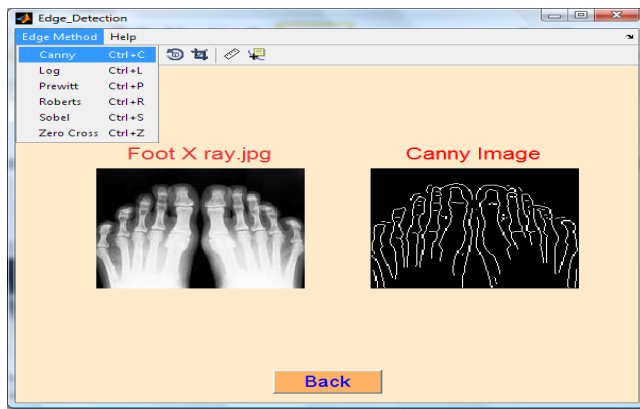 Edge_Detection
Edge Method Help
Canny Ctrl+C
Log Ctrl+L
Prewitt Ctrl+P
Roberts Ctrl+R
Sobel Ctrl+S
Zero Cross Ctrl+Z
Foot X ray.jpg Canny Image
Back